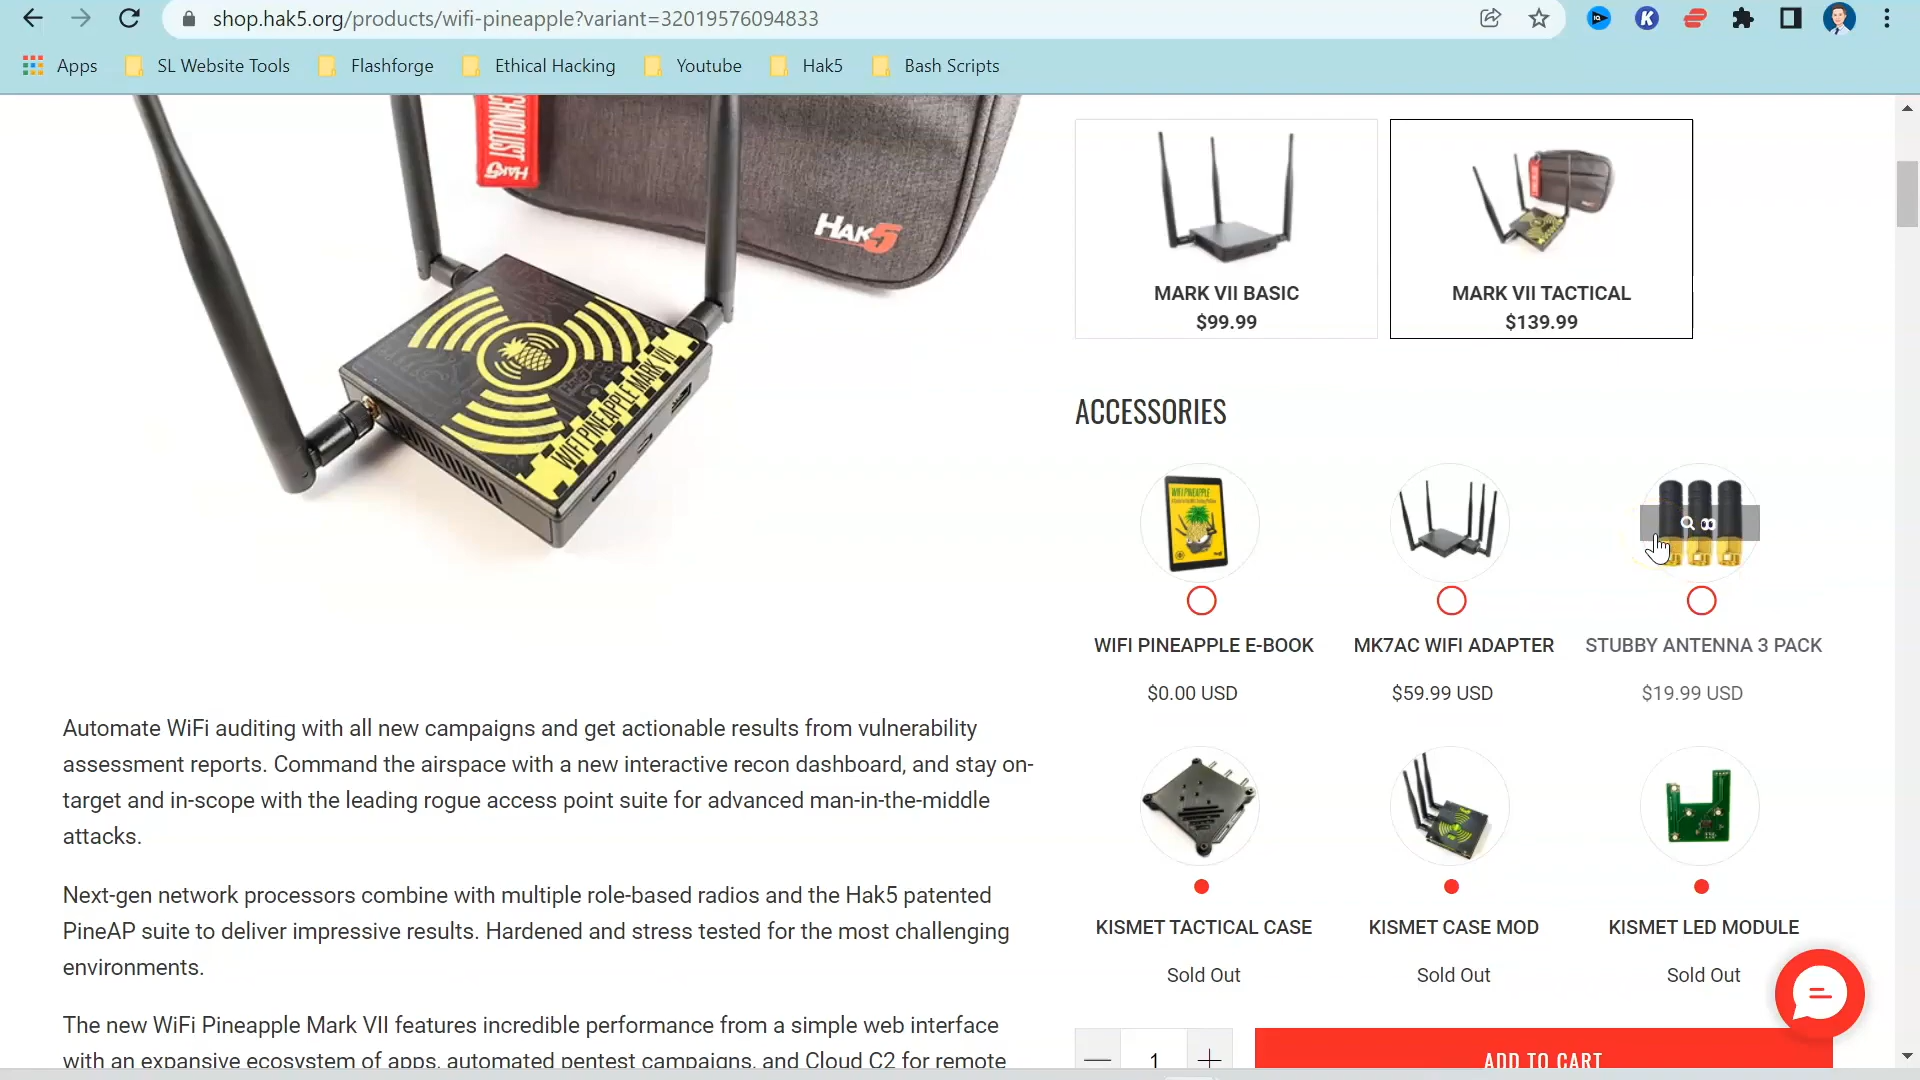 shop.hak5.org/products/wifi-pineapple?variant=32019576094833
Apps
SL Website Tools
Flashforge
Ethical Hacking
Youtube
Hak5
Bash Scripts
HAK5
HAK5
WIFI PINEAPPLE MARK VII
MARK VII BASIC
$99.99
MARK VII TACTICAL
$139.99
ACCESSORIES
WIFI PINEAPPLE
WIFI PINEAPPLE E-BOOK
$0.00 USD
MK7AC WIFI ADAPTER
$59.99 USD
STUBBY ANTENNA 3 PACK
$19.99 USD
KISMET TACTICAL CASE
Sold Out
KISMET CASE MOD
Sold Out
KISMET LED MODULE
Sold Out
1
ADD TO CART
Automate WiFi auditing with all new campaigns and get actionable results from vulnerability
assessment reports. Command the airspace with a new interactive recon dashboard, and stay on-
target and in-scope with the leading rogue access point suite for advanced man-in-the-middle
attacks.
Next-gen network processors combine with multiple role-based radios and the Hak5 patented
PineAP suite to deliver impressive results. Hardened and stress tested for the most challenging
environments.
The new WiFi Pineapple Mark VII features incredible performance from a simple web interface
with an expansive ecosystem of apps, automated pentest campaigns, and Cloud C2 for remote